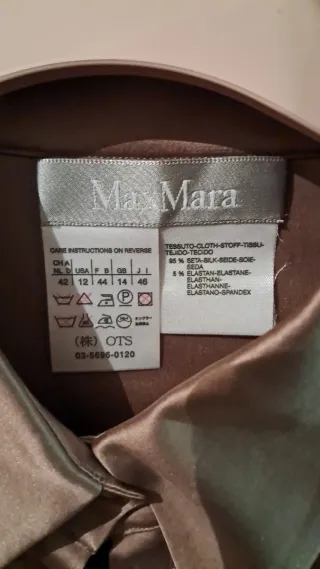 MaxMara
CARE INSTRUCTIONS ON REVERSE
CH A
NL D USA F B GB J I
42 12 44 14 46
P
(株) OTS
03-5696-0120
TESSUTO-CLOTH-STOFF-TISSU-
TEJIDO-TECIDO
95 % SETA-SILK-SEIDE-SOIE-
SEDA
5 % ELASTAN-ELASTANE-
ELASTHAN-
ELASTHANNE-
ELASTANO-SPANDEX